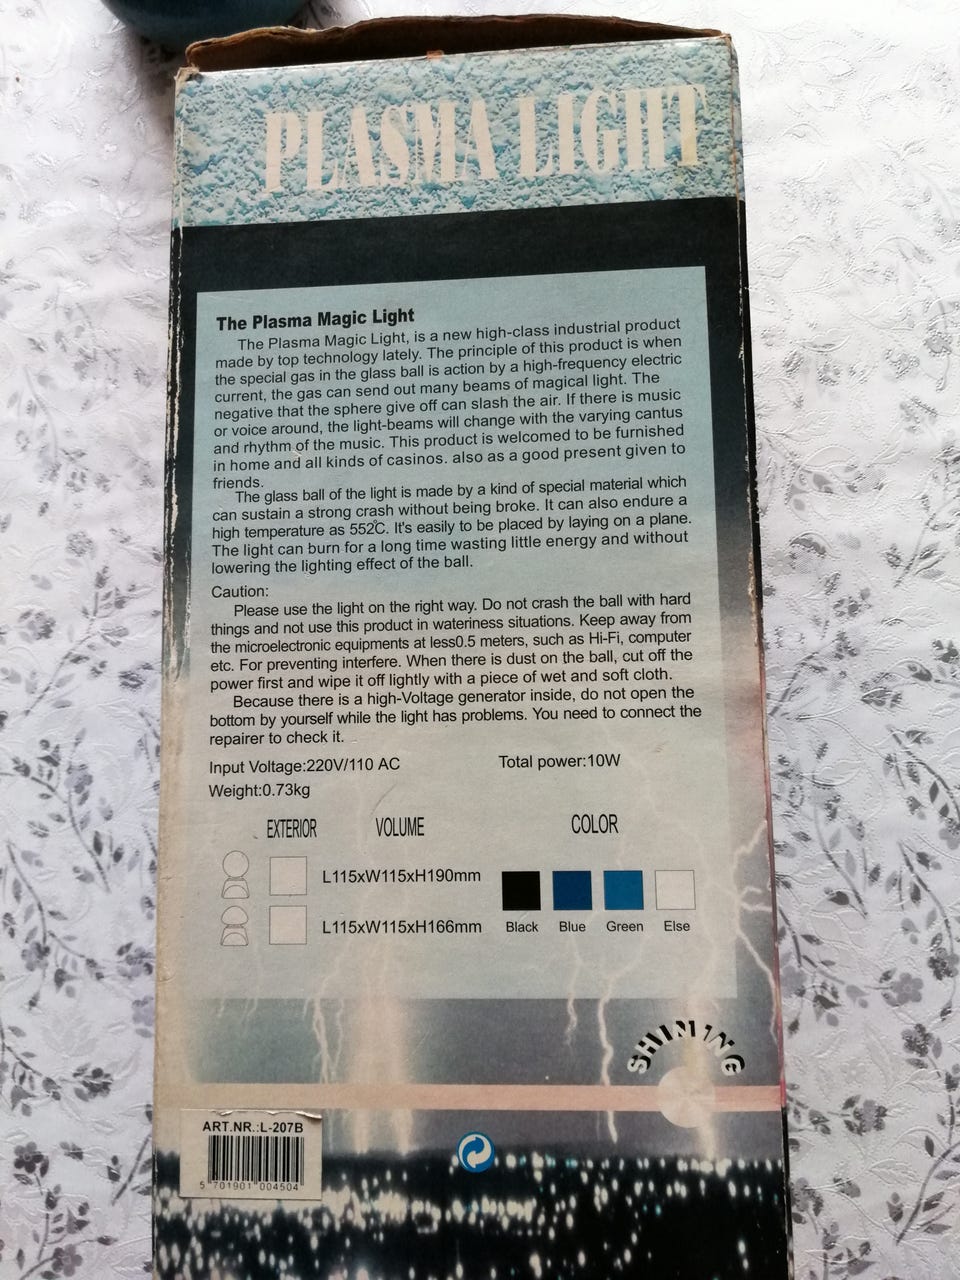 PLASMA LIGHT
The Plasma Magic Light
The Plasma Magic Light, is a new high-class industrial product
made by top technology lately. The principle of this product is when
the special gas in the glass ball is action by a high-frequency electric
current, the gas can send out many beams of magical light. The
negative that the sphere give off can slash the air. If there is music
or voice around, the light-beams will change with the varying cantus
and rhythm of the music. This product is welcomed to be furnished
in home and all kinds of casinos. also as a good present given to
friends.
The glass ball of the light is made by a kind of special material which
can sustain a strong crash without being broke. It can also endure a
high temperature as 552℃. It's easily to be placed by laying on a plane.
The light can burn for a long time wasting little energy and without
lowering the lighting effect of the ball.
Caution:
Please use the light on the right way. Do not crash the ball with hard
things and not use this product in wateriness situations. Keep away from
the microelectronic equipments at less0.5 meters, such as Hi-Fi, computer
etc. For preventing interfere. When there is dust on the ball, cut off the
power first and wipe it off lightly with a piece of wet and soft cloth.
Because there is a high-Voltage generator inside, do not open the
bottom by yourself while the light has problems. You need to connect the
repairer to check it.
Input Voltage:220V/110 AC Total power:10W
Weight:0.73kg
EXTERIOR VOLUME COLOR
L115xW115xH190mm
L115xW115xH166mm
Black Blue Green Else
SHIMING
ART.NR.:L-207B
5 701901 004504